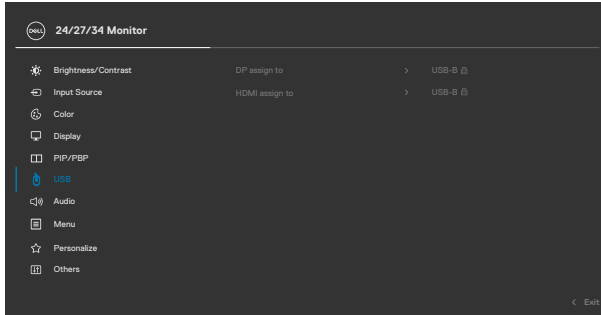 DELL 24/27/34 Monitor
Brightness/Contrast DP assign to > USB-B
Input Source HDMI assign to > USB-B
Color
Display
PIP/PBP
USB
Audio
Menu
Personalize
Others
< Exit